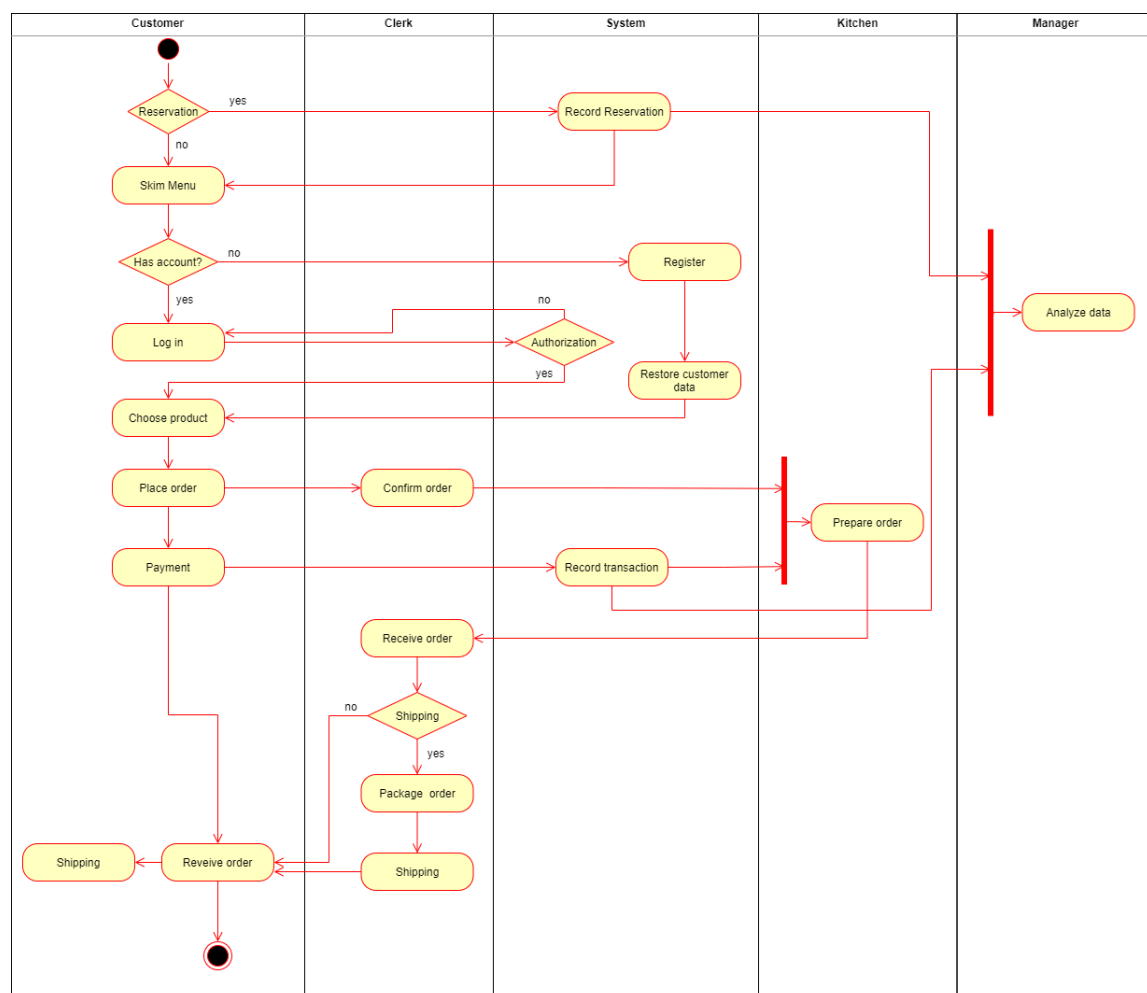 Customer
Clerk
System
Kitchen
Manager
Reservation
yes
Record Reservation
no
Skim Menu
Has account?
no
Register
yes
no
Log in
Authorization
Analyze data
yes
Restore customer
data
Choose product
Place order
Confirm order
Prepare order
Payment
Record transaction
Receive order
no
Shipping
yes
Package order
Shipping
Reveive order
Shipping